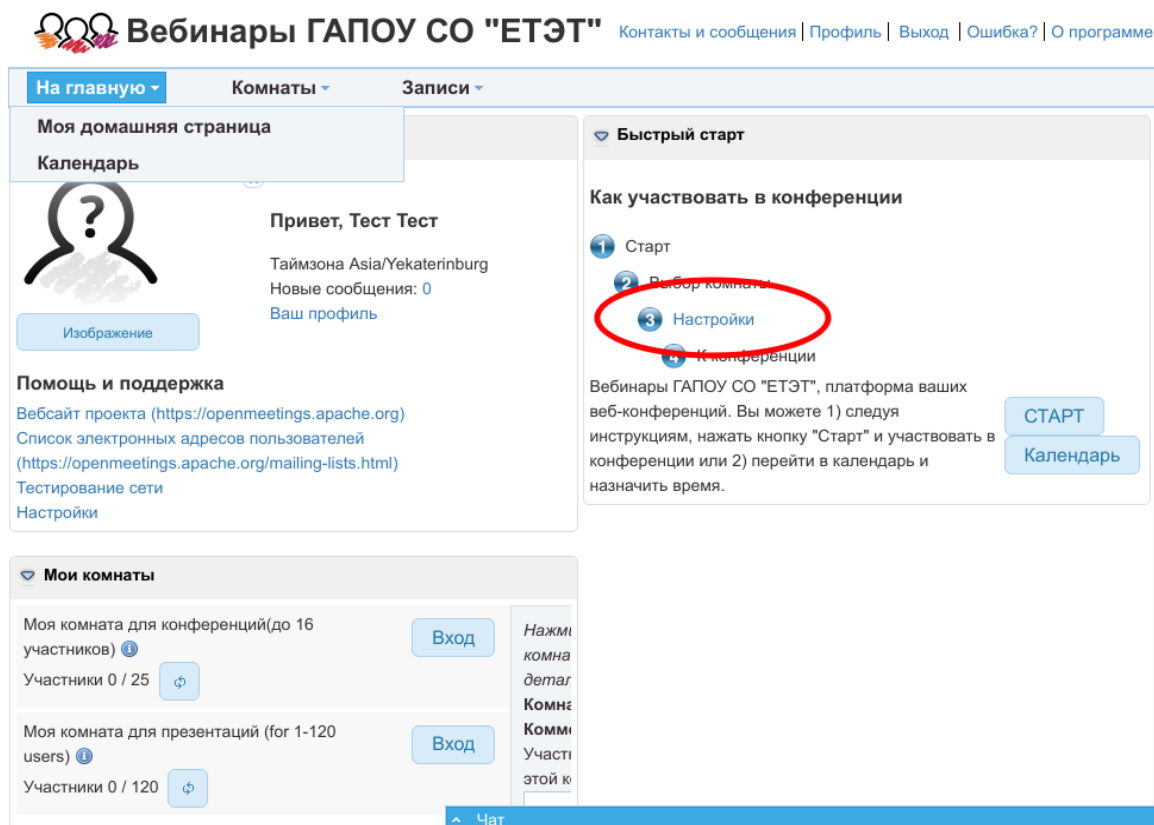 Вебинары ГАПОУ СО "ЕТЭТ"
Контакты и сообщения | Профиль | Выход | Ошибка? | О программе
На главную
Комнаты
Записи
Моя домашняя страница
Календарь
Привет, Тест Тест
Таймзона Asia/Yekaterinburg
Новые сообщения: 0
Ваш профиль
Изображение
Помощь и поддержка
Вебсайт проекта (https://openmeetings.apache.org)
Список электронных адресов пользователей
(https://openmeetings.apache.org/mailing-lists.html)
Тестирование сети
Настройки
Быстрый старт
Как участвовать в конференции
1 Старт
2 Выбор комнаты
3 Настройки
4 К конференции
Вебинары ГАПОУ СО "ЕТЭТ", платформа ваших
веб-конференций. Вы можете 1) следуя
инструкциям, нажать кнопку "Старт" и участвовать в
конференции или 2) перейти в календарь и
назначить время.
СТАРТ
Календарь
Мои комнаты
Моя комната для конференций(до 16
участников)
Участники 0 / 25
Вход
Моя комната для презентаций (for 1-120
users)
Участники 0 / 120
Вход
этой
Чат